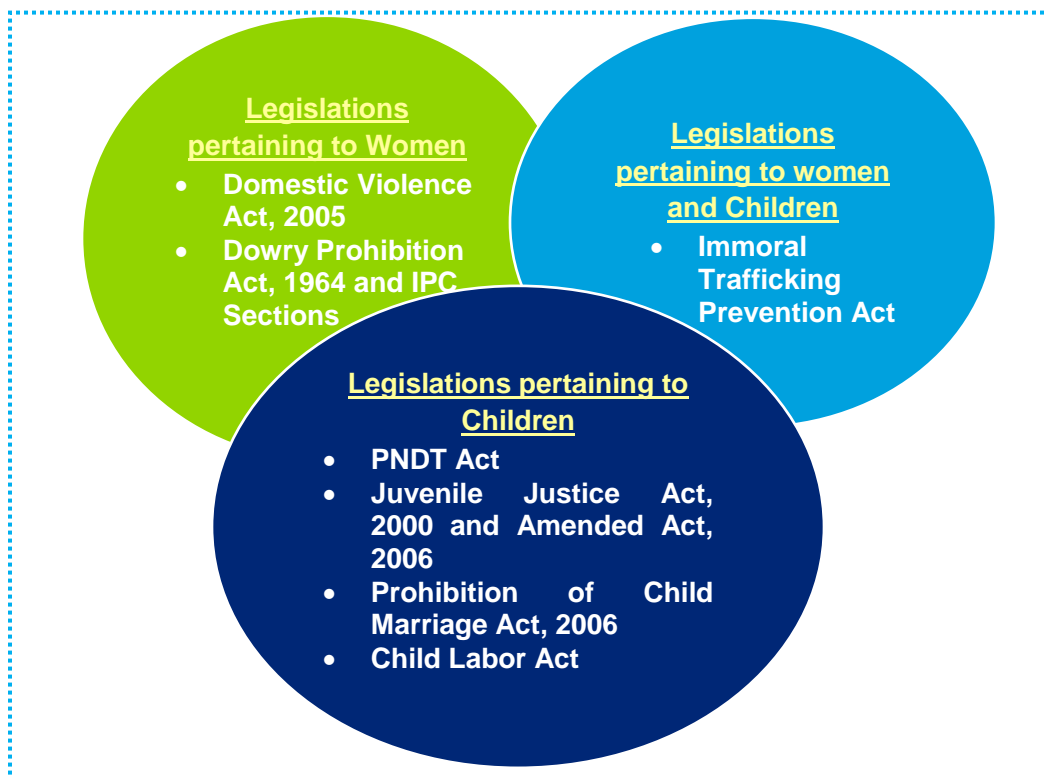 Legislations
pertaining to Women
• Domestic Violence
Act, 2005
• Dowry Prohibition
Act, 1964 and IPC
Sections
Legislations
pertaining to women
and Children
• Immoral
Trafficking
Prevention Act
Legislations pertaining to
Children
• PNDT Act
• Juvenile Justice Act,
2000 and Amended Act,
2006
• Prohibition of Child
Marriage Act, 2006
• Child Labor Act